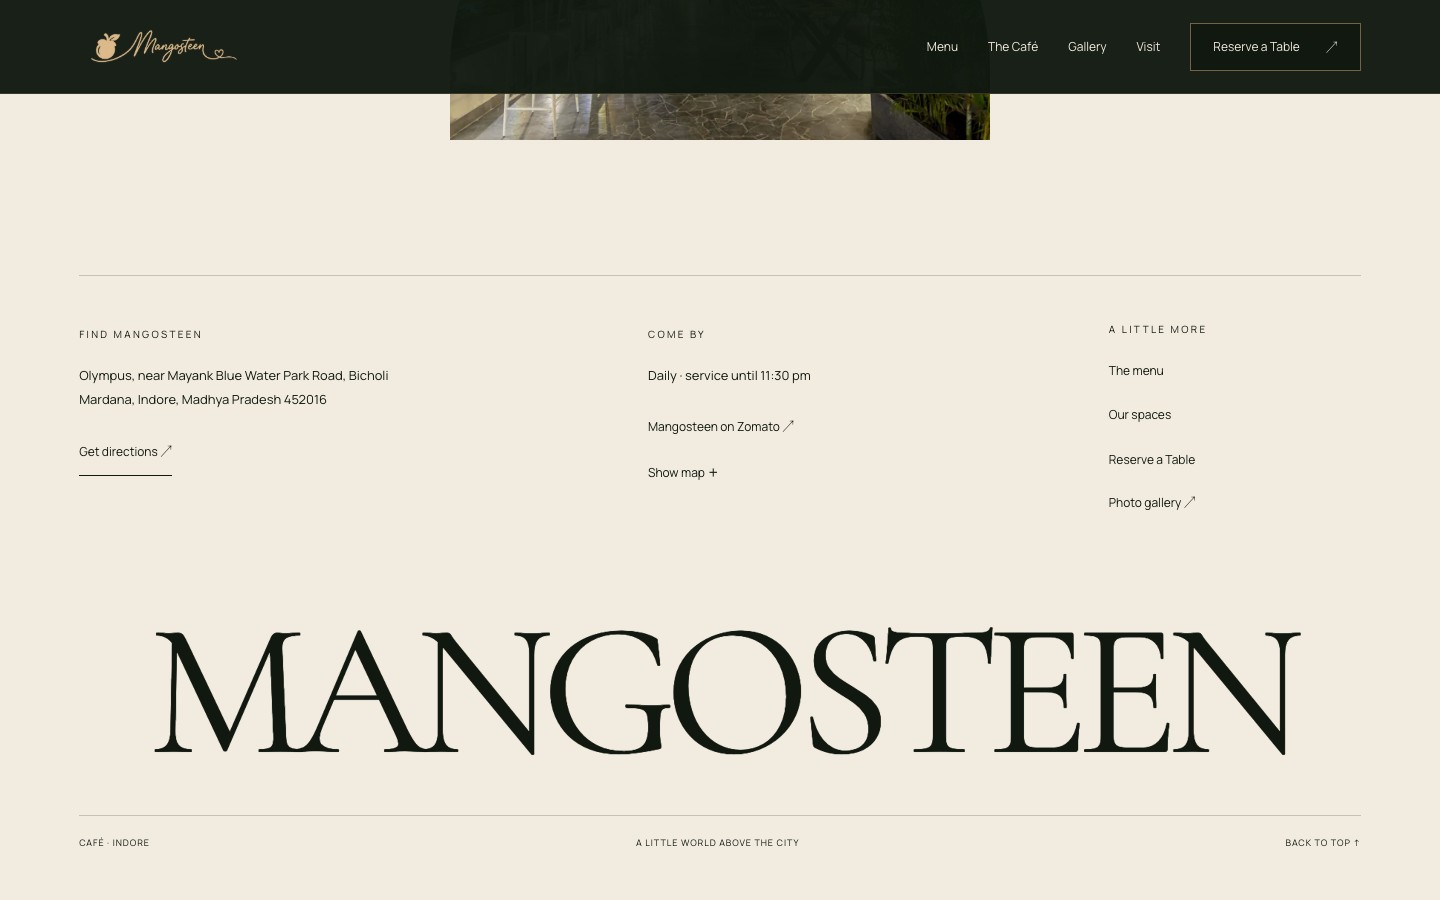 Mangosteen
Menu
The Café
Gallery
Visit
Reserve a Table ↗
FIND MANGOSTEEN
Olympus, near Mayank Blue Water Park Road, Bicholi
Mardana, Indore, Madhya Pradesh 452016
Get directions ↗
COME BY
Daily · service until 11:30 pm
Mangosteen on Zomato ↗
Show map +
A LITTLE MORE
The menu
Our spaces
Reserve a Table
Photo gallery ↗
MANGOSTEEN
CAFÉ · INDORE
A LITTLE WORLD ABOVE THE CITY
BACK TO TOP ↑